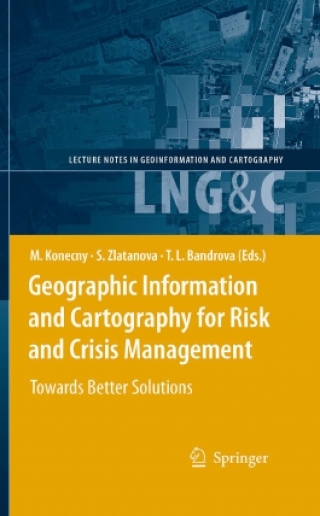 LECTURE NOTES IN GEOINFORMATION AND CARTOGRAPHY
LNG&C
M. Konecny · S. Zlatanova · T. L. Bandrova (Eds.)
Geographic Information
and Cartography for Risk
and Crisis Management
Towards Better Solutions
Springer